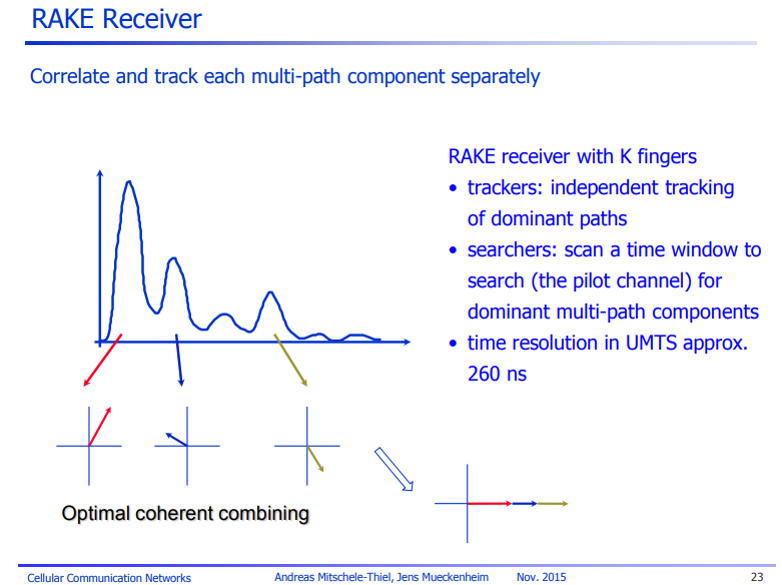 RAKE Receiver
Correlate and track each multi-path component separately
RAKE receiver with K fingers
• trackers: independent tracking
of dominant paths
• searchers: scan a time window to
search (the pilot channel) for
dominant multi-path components
• time resolution in UMTS approx.
260 ns
Optimal coherent combining
Cellular Communication Networks
Andreas Mitschele-Thiel, Jens Mueckenheim
Nov. 2015
23